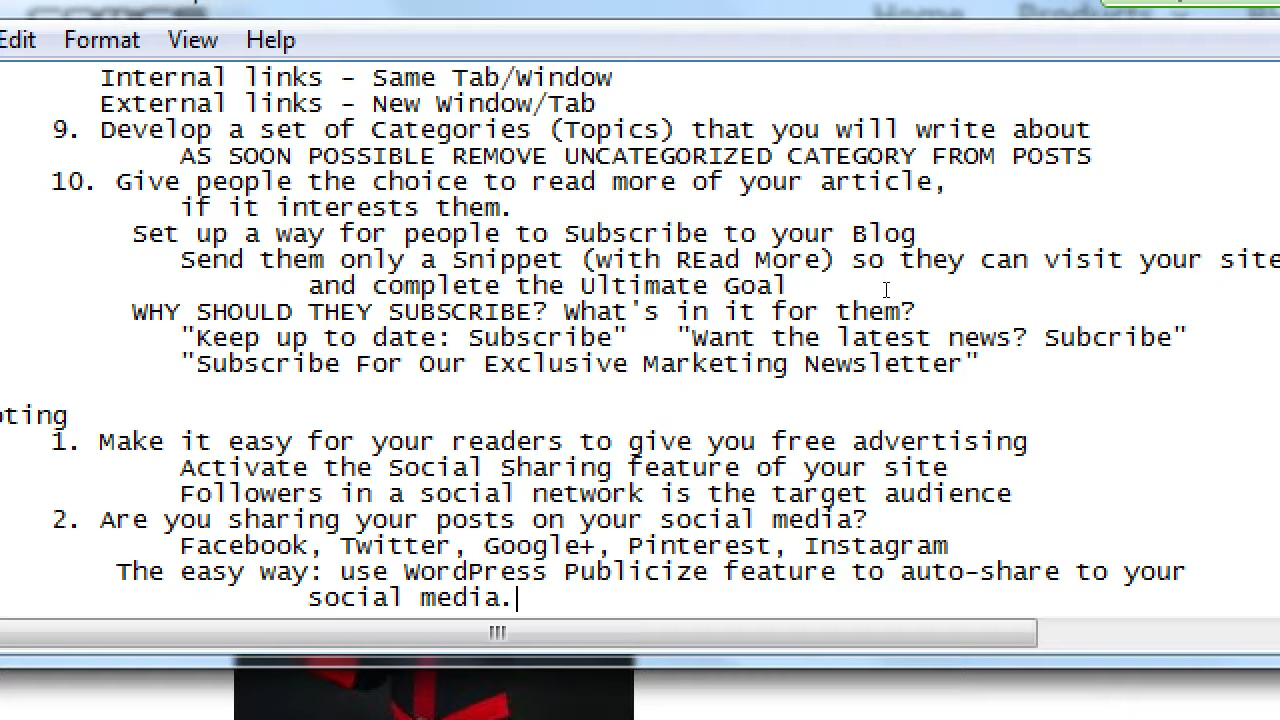 Edit Format View Help
Internal links - Same Tab/Window
External links - New Window/Tab
9. Develop a set of Categories (Topics) that you will write about
AS SOON POSSIBLE REMOVE UNCATEGORIZED CATEGORY FROM POSTS
10. Give people the choice to read more of your article,
if it interests them.
Set up a way for people to Subscribe to your Blog
Send them only a Snippet (with REad More) so they can visit your site
and complete the Ultimate Goal
WHY SHOULD THEY SUBSCRIBE? What's in it for them?
"Keep up to date: Subscribe" "Want the latest news? Subcribe"
"Subscribe For Our Exclusive Marketing Newsletter"
oting
1. Make it easy for your readers to give you free advertising
Activate the Social Sharing feature of your site
Followers in a social network is the target audience
2. Are you sharing your posts on your social media?
Facebook, Twitter, Google+, Pinterest, Instagram
The easy way: use WordPress Publicize feature to auto-share to your
social media.